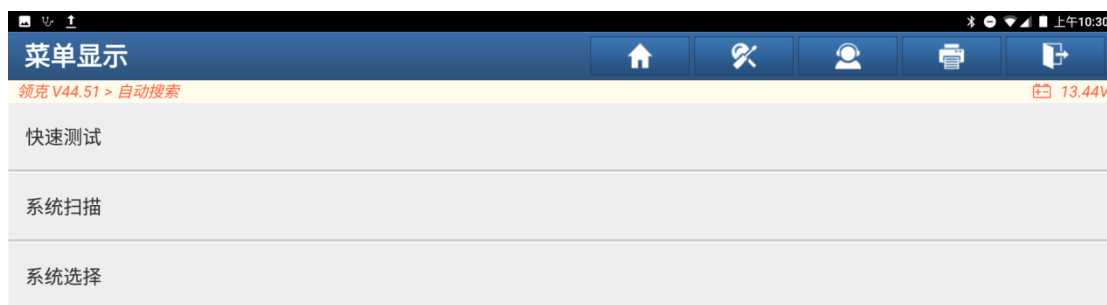 上午10:30
菜单显示
领克 V44.51 > 自动搜索 13.44V
快速测试
系统扫描
系统选择